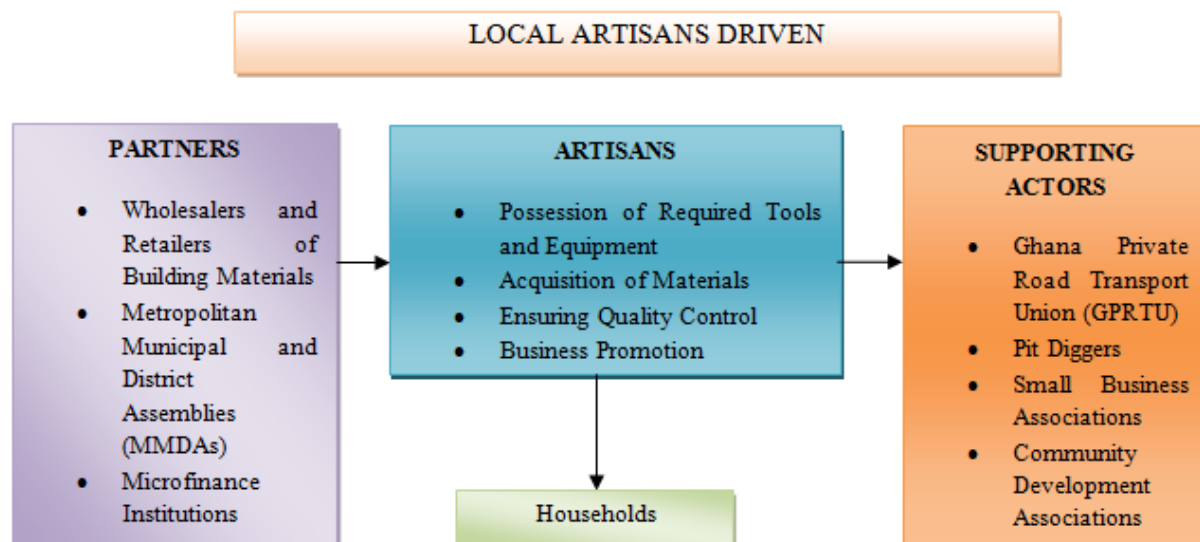 LOCAL ARTISANS DRIVEN
PARTNERS
• Wholesalers and
Retailers of
Building Materials
• Metropolitan
Municipal and
District
Assemblies
(MMDAs)
• Microfinance
Institutions
ARTISANS
• Possession of Required Tools
and Equipment
• Acquisition of Materials
• Ensuring Quality Control
• Business Promotion
Households
SUPPORTING
ACTORS
• Ghana Private
Road Transport
Union (GPRTU)
• Pit Diggers
• Small Business
Associations
• Community
Development
Associations